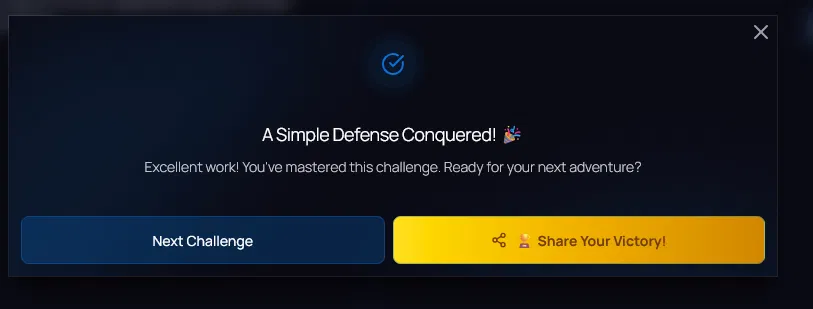 A Simple Defense Conquered! 🎉
Excellent work! You've mastered this challenge. Ready for your next adventure?
Next Challenge
🏆 Share Your Victory!